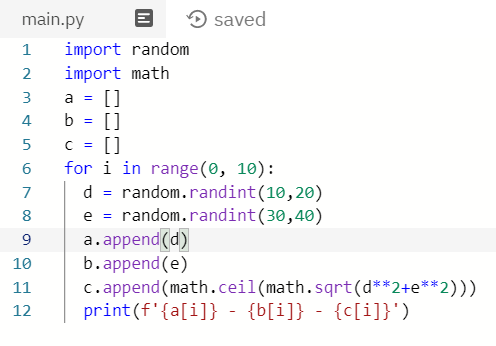 main.py saved
1 import random
2 import math
3 a = []
4 b = []
5 c = []
6 for i in range(0, 10):
7 d = random.randint(10,20)
8 e = random.randint(30,40)
9 a.append(d)
10 b.append(e)
11 c.append(math.ceil(math.sqrt(d**2+e**2)))
12 print(f'{a[i]} - {b[i]} - {c[i]}')